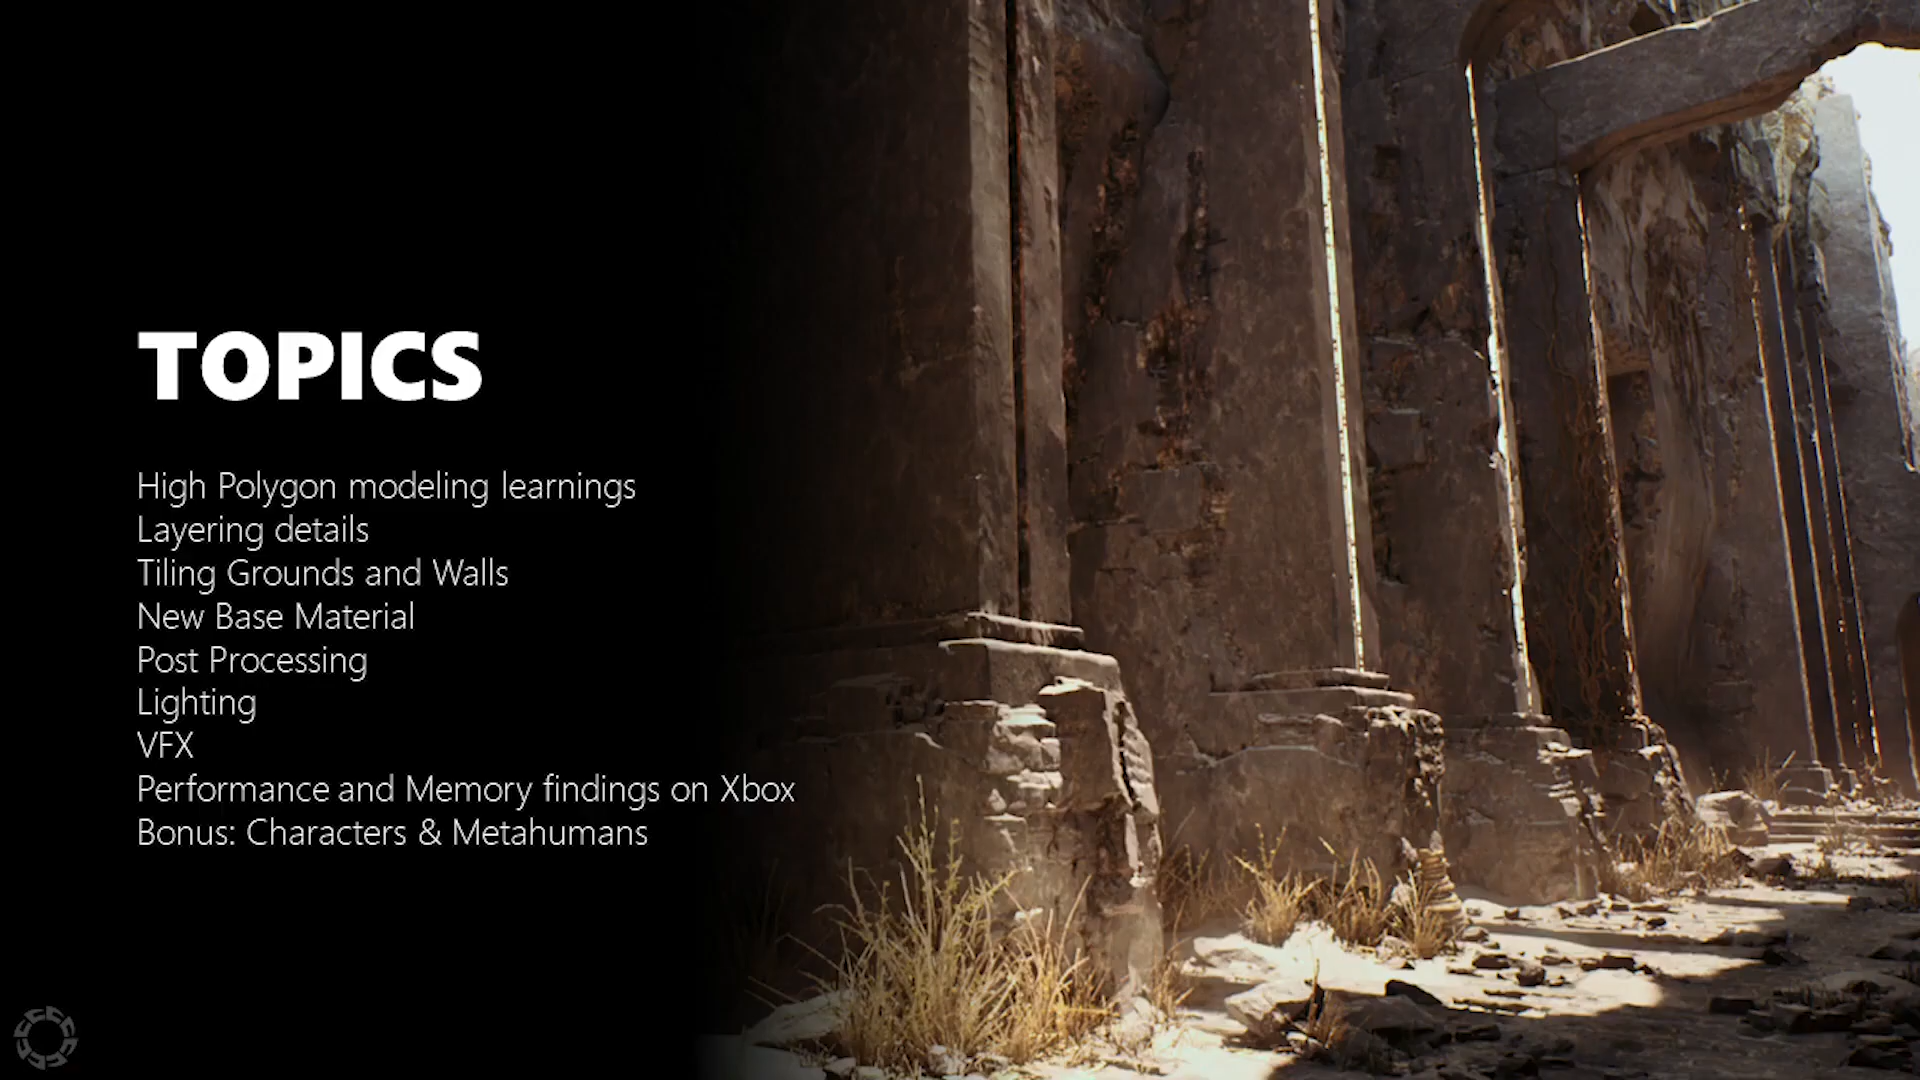 TOPICS
High Polygon modeling learnings
Layering details
Tiling Grounds and Walls
New Base Material
Post Processing
Lighting
VFX
Performance and Memory findings on Xbox
Bonus: Characters & Metahumans